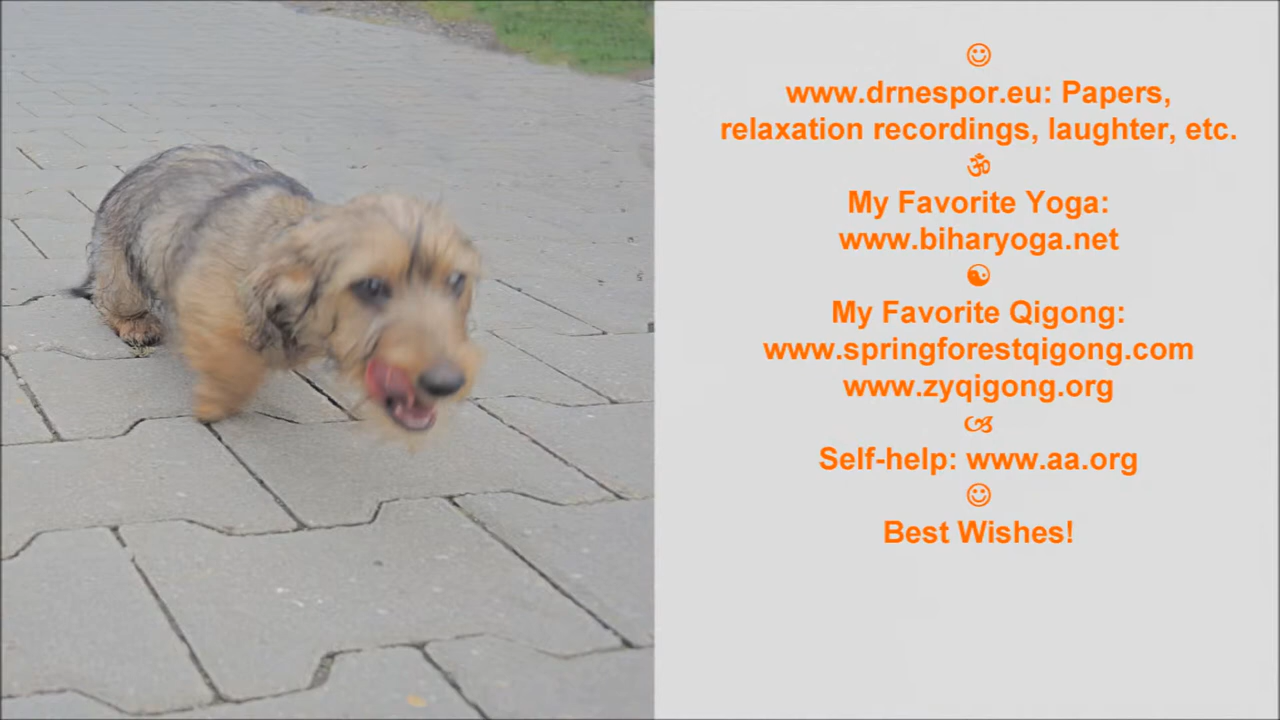 ☺
www.drnespor.eu: Papers,
relaxation recordings, laughter, etc.
ॐ
My Favorite Yoga:
www.biharyoga.net
☯
My Favorite Qigong:
www.springforestqigong.com
www.zyqigong.org
Self-help: www.aa.org
☺
Best Wishes!